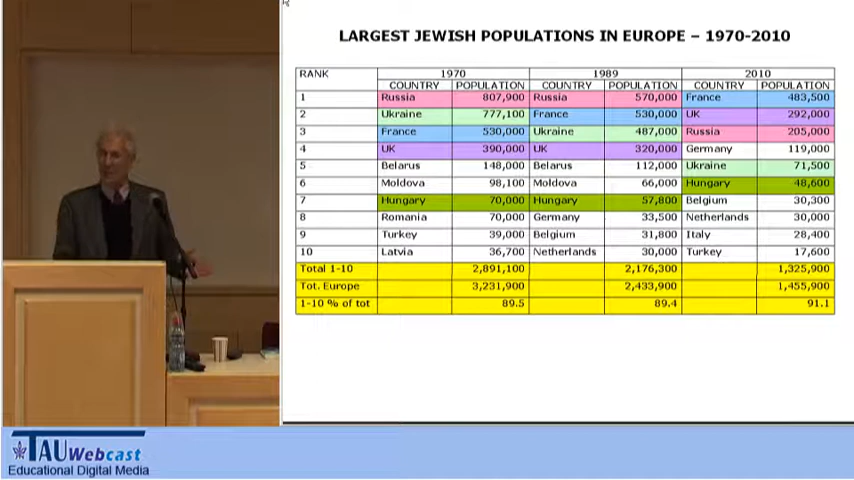 LARGEST JEWISH POPULATIONS IN EUROPE – 1970-2010
RANK 1970 1989 2010
COUNTRY POPULATION COUNTRY POPULATION COUNTRY POPULATION
1 Russia 807,900 Russia 570,000 France 483,500
2 Ukraine 777,100 France 530,000 UK 292,000
3 France 530,000 Ukraine 487,000 Russia 205,000
4 UK 390,000 UK 320,000 Germany 119,000
5 Belarus 148,000 Belarus 112,000 Ukraine 71,500
6 Moldova 98,100 Moldova 66,000 Hungary 48,600
7 Hungary 70,000 Hungary 57,800 Belgium 30,300
8 Romania 70,000 Germany 33,500 Netherlands 30,000
9 Turkey 39,000 Belgium 31,800 Italy 28,400
10 Latvia 36,700 Netherlands 30,000 Turkey 17,600
Total 1-10 2,891,100 2,176,300 1,325,900
Tot. Europe 3,231,900 2,433,900 1,455,900
1-10 % of tot 89.5 89.4 91.1
TAU Webcast
Educational Digital Media